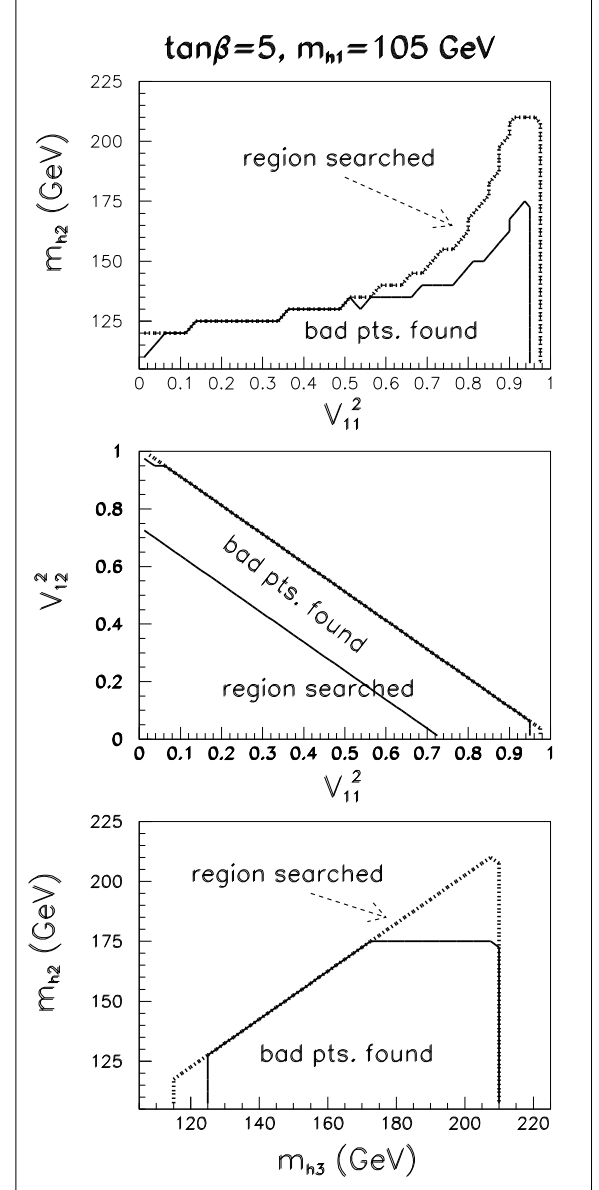 tanβ=5, m_h1=105 GeV
m_h2 (GeV)
225
200
175
150
125
region searched
bad pts. found
0 0.1 0.2 0.3 0.4 0.5 0.6 0.7 0.8 0.9 1
V_11^2
V_12^2
1
0.8
0.6
0.4
0.2
0
bad pts. found
region searched
0 0.1 0.2 0.3 0.4 0.5 0.6 0.7 0.8 0.9 1
V_11^2
m_h2 (GeV)
225
200
175
150
125
region searched
bad pts. found
120 140 160 180 200 220
m_h3 (GeV)